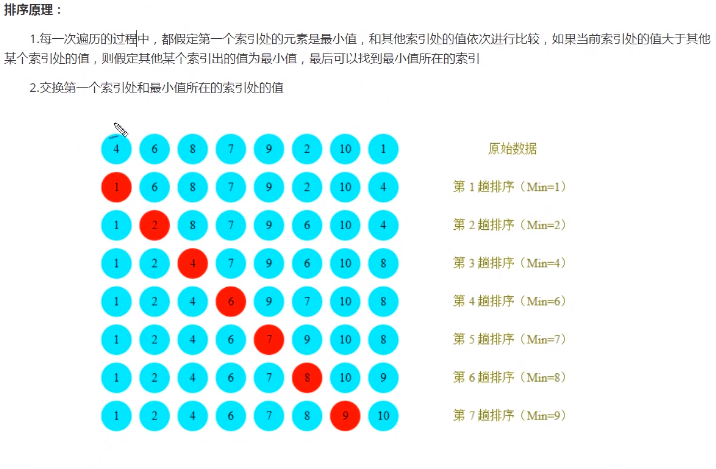 排序原理：
1.每一次遍历的过程中，都假定第一个索引处的元素是最小值，和其他索引处的值依次进行比较，如果当前索引处的值大于其他
某个索引处的值，则假定其他某个索引出的值为最小值，最后可以找到最小值所在的索引
2.交换第一个索引处和最小值所在的索引处的值
4 6 8 7 9 2 10 1 原始数据
1 6 8 7 9 2 10 4 第 1 趟排序（Min=1）
1 2 8 7 9 6 10 4 第 2 趟排序（Min=2）
1 2 4 7 9 6 10 8 第 3 趟排序（Min=4）
1 2 4 6 9 7 10 8 第 4 趟排序（Min=6）
1 2 4 6 7 9 10 8 第 5 趟排序（Min=7）
1 2 4 6 7 8 10 9 第 6 趟排序（Min=8）
1 2 4 6 7 8 9 10 第 7 趟排序（Min=9）